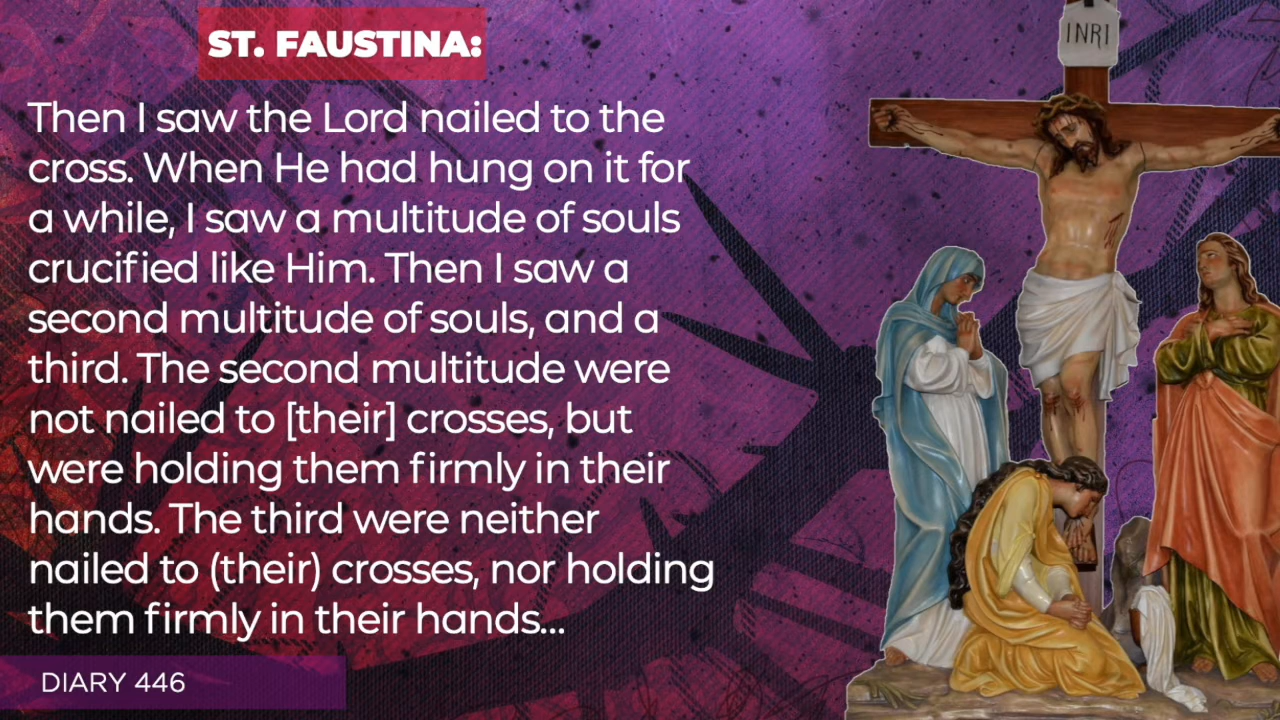 ST. FAUSTINA:
Then I saw the Lord nailed to the
cross. When He had hung on it for
a while, I saw a multitude of souls
crucified like Him. Then I saw a
second multitude of souls, and a
third. The second multitude were
not nailed to [their] crosses, but
were holding them firmly in their
hands. The third were neither
nailed to (their) crosses, nor holding
them firmly in their hands...
DIARY 446
INRI